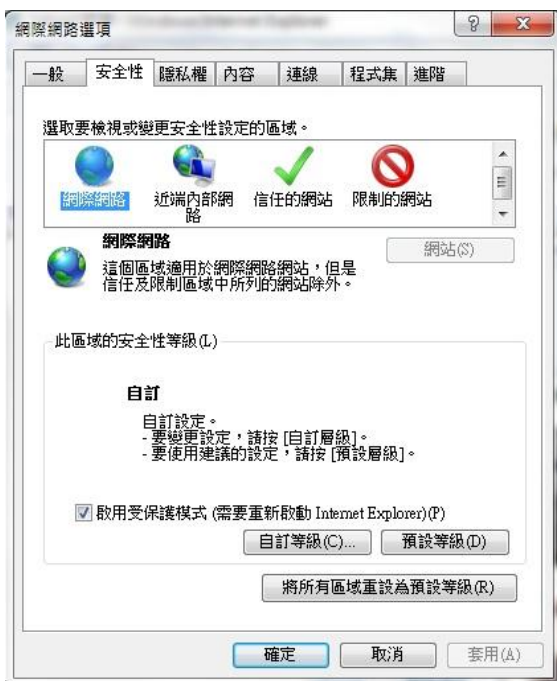 網際網路選項
一般 安全性 隱私權 內容 連線 程式集 進階
選取要檢視或變更安全性設定的區域。
網際網路 近端內部網路 信任的網站 限制的網站
網際網路
網站(S)
這個區域適用於網際網路網站，但是
信任及限制區域中所列的網站除外。
此區域的安全性等級(L)
自訂
自訂設定。
- 要變更設定，請按 [自訂層級]。
- 要使用建議的設定，請按 [預設層級]。
啟用受保護模式 (需要重新啟動 Internet Explorer)(P)
自訂等級(C)... 預設等級(D)
將所有區域重設為預設等級(R)
確定 取消 套用(A)